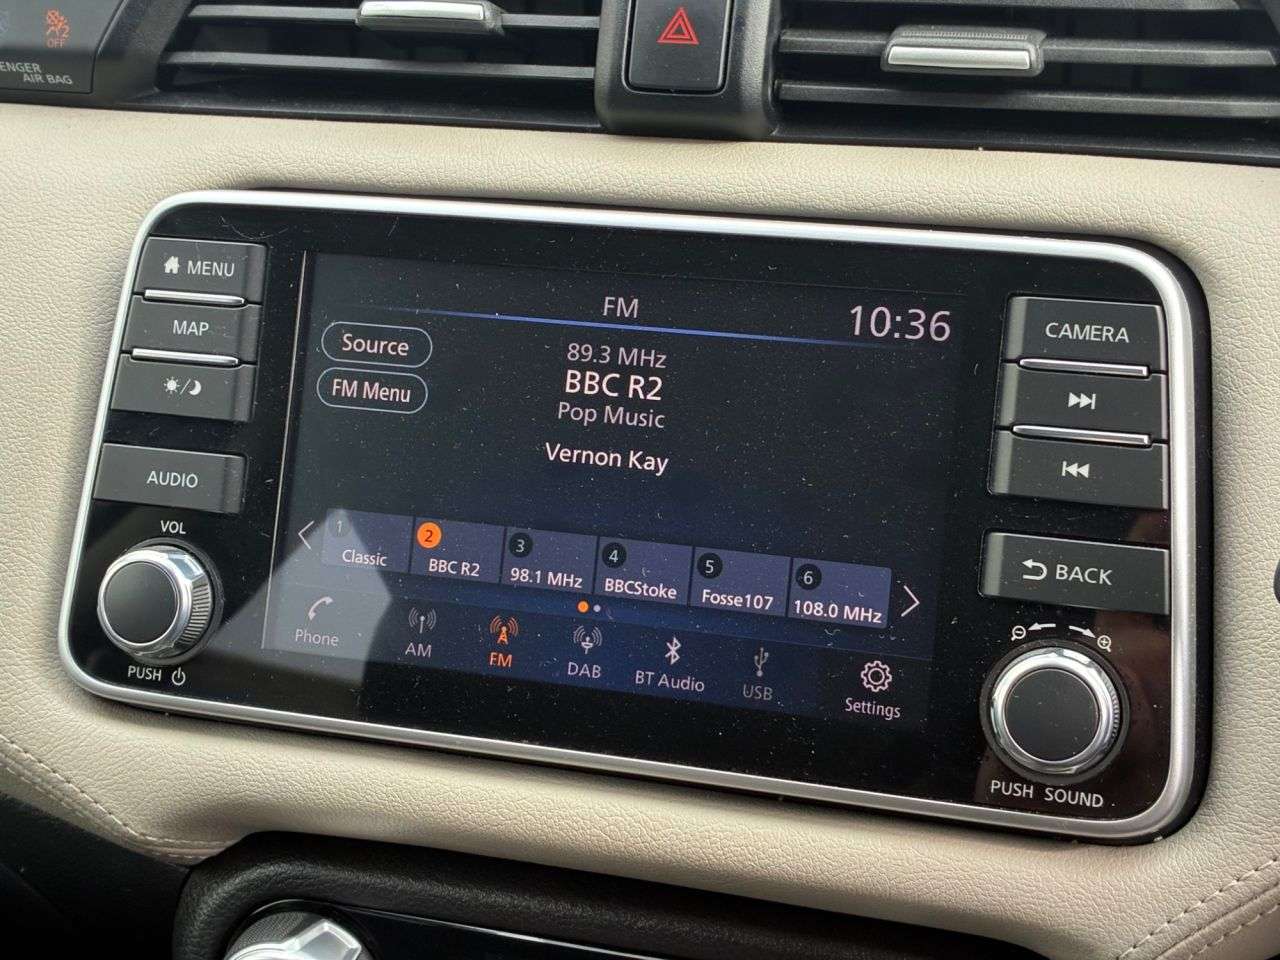 OFF
ENGER
AIR BAG
MENU
MAP
AUDIO
VOL
PUSH
FM
10:36
Source
FM Menu
89.3 MHz
BBC R2
Pop Music
Vernon Kay
1
Classic
2
BBC R2
3
98.1 MHz
4
BBCStoke
5
Fosse107
6
108.0 MHz
Phone
AM
FM
DAB
BT Audio
USB
Settings
CAMERA
BACK
PUSH SOUND